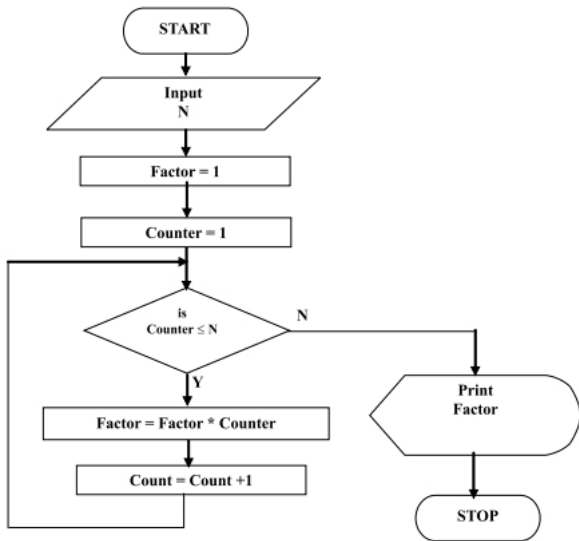 START
Input
N
Factor = 1
Counter = 1
is
Counter ≤ N
N
Y
Factor = Factor * Counter
Count = Count +1
Print
Factor
STOP